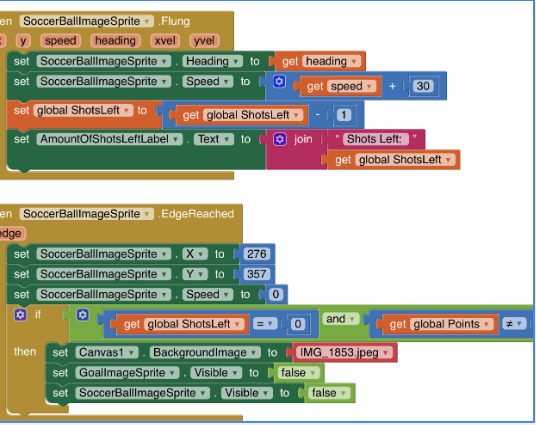 en SoccerBallImageSprite .Flung
x y speed heading xvel yvel
set SoccerBallImageSprite . Heading to get heading
set SoccerBallImageSprite . Speed to get speed + 30
set global ShotsLeft to get global ShotsLeft - 1
set AmountOfShotsLeftLabel . Text to join " Shots Left: "
get global ShotsLeft
en SoccerBallImageSprite .EdgeReached
edge
set SoccerBallImageSprite . X to 276
set SoccerBallImageSprite . Y to 357
set SoccerBallImageSprite . Speed to 0
if get global ShotsLeft = 0 and get global Points ≠
then set Canvas1 . BackgroundImage to IMG_1853.jpeg
set GoalImageSprite . Visible to false
set SoccerBallImageSprite . Visible to false